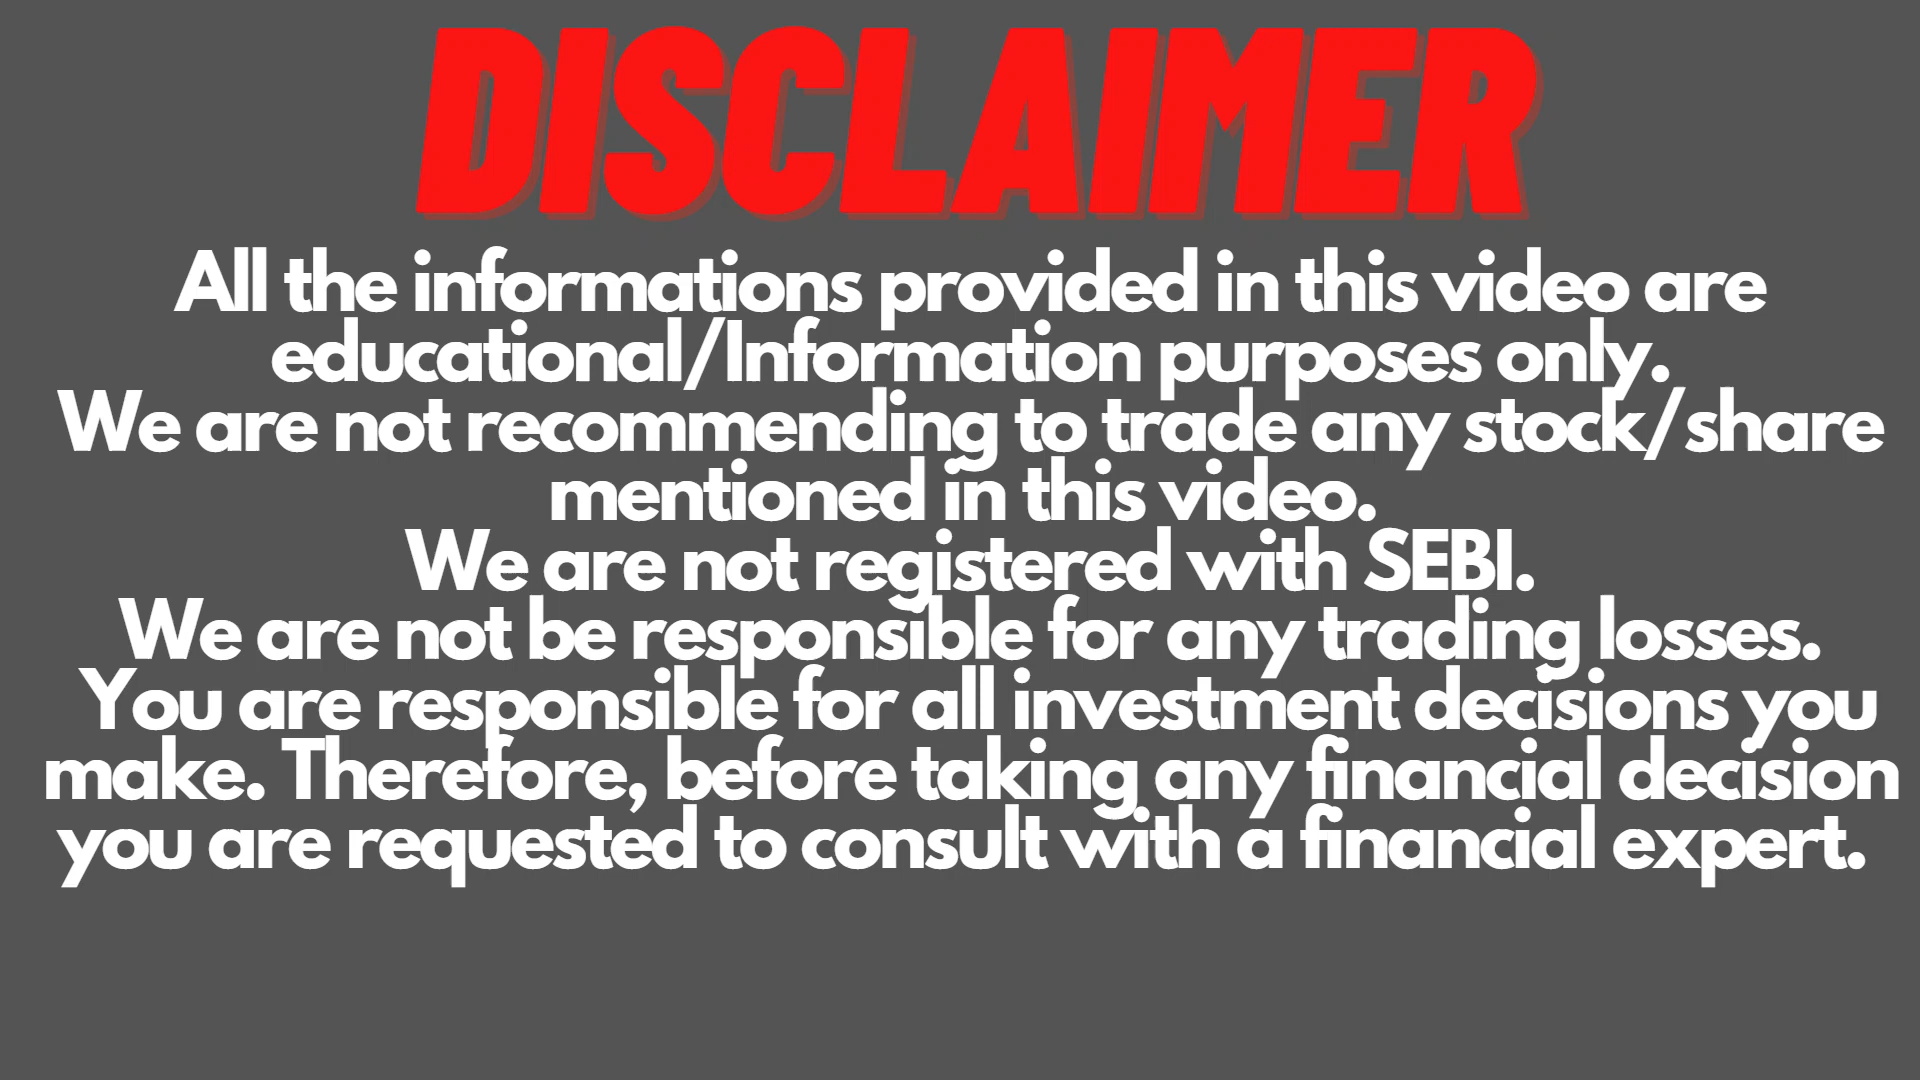 DISCLAIMER
All the informations provided in this video are
educational/Information purposes only.
We are not recommending to trade any stock/share
mentioned in this video.
We are not registered with SEBI.
We are not be responsible for any trading losses.
You are responsible for all investment decisions you
make. Therefore, before taking any financial decision
you are requested to consult with a financial expert.